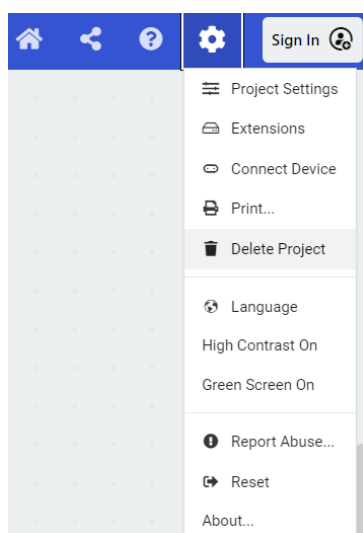 Sign In
Project Settings
Extensions
Connect Device
Print...
Delete Project
Language
High Contrast On
Green Screen On
Report Abuse...
Reset
About...